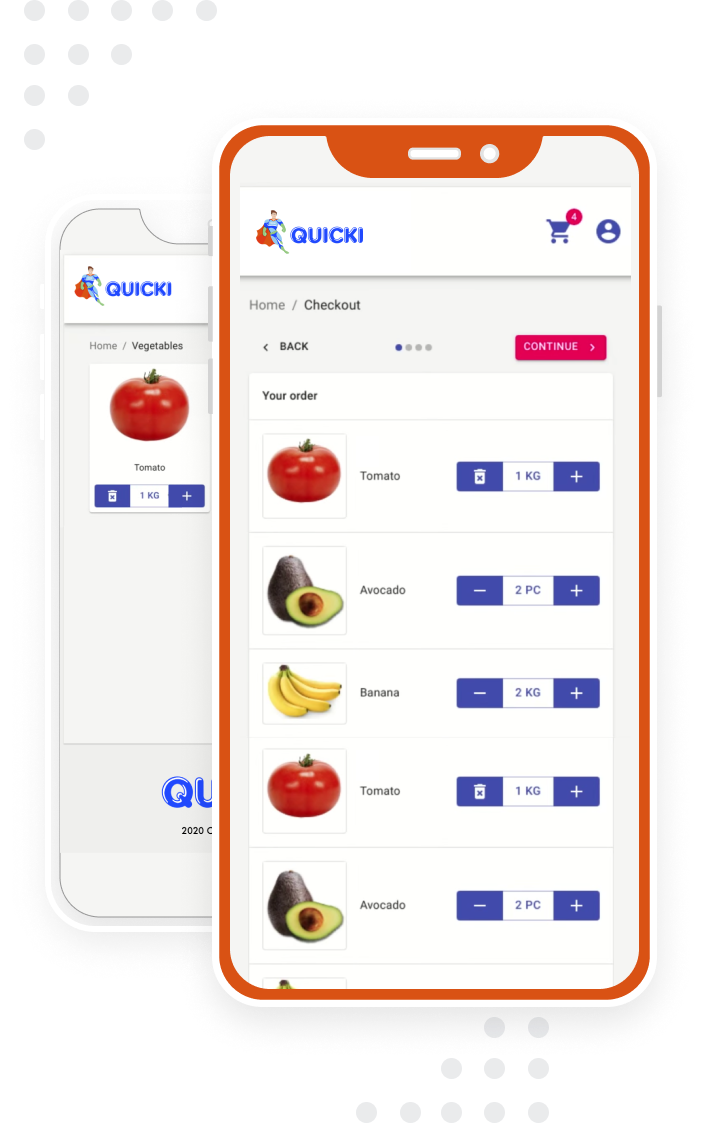 QUICKI
4
Home / Checkout
BACK
CONTINUE
Your order
Tomato
1 KG
Avocado
2 PC
Banana
2 KG
Tomato
1 KG
Avocado
2 PC
QUICKI
Home / Vegetables
Tomato
1 KG
QU
2020 C